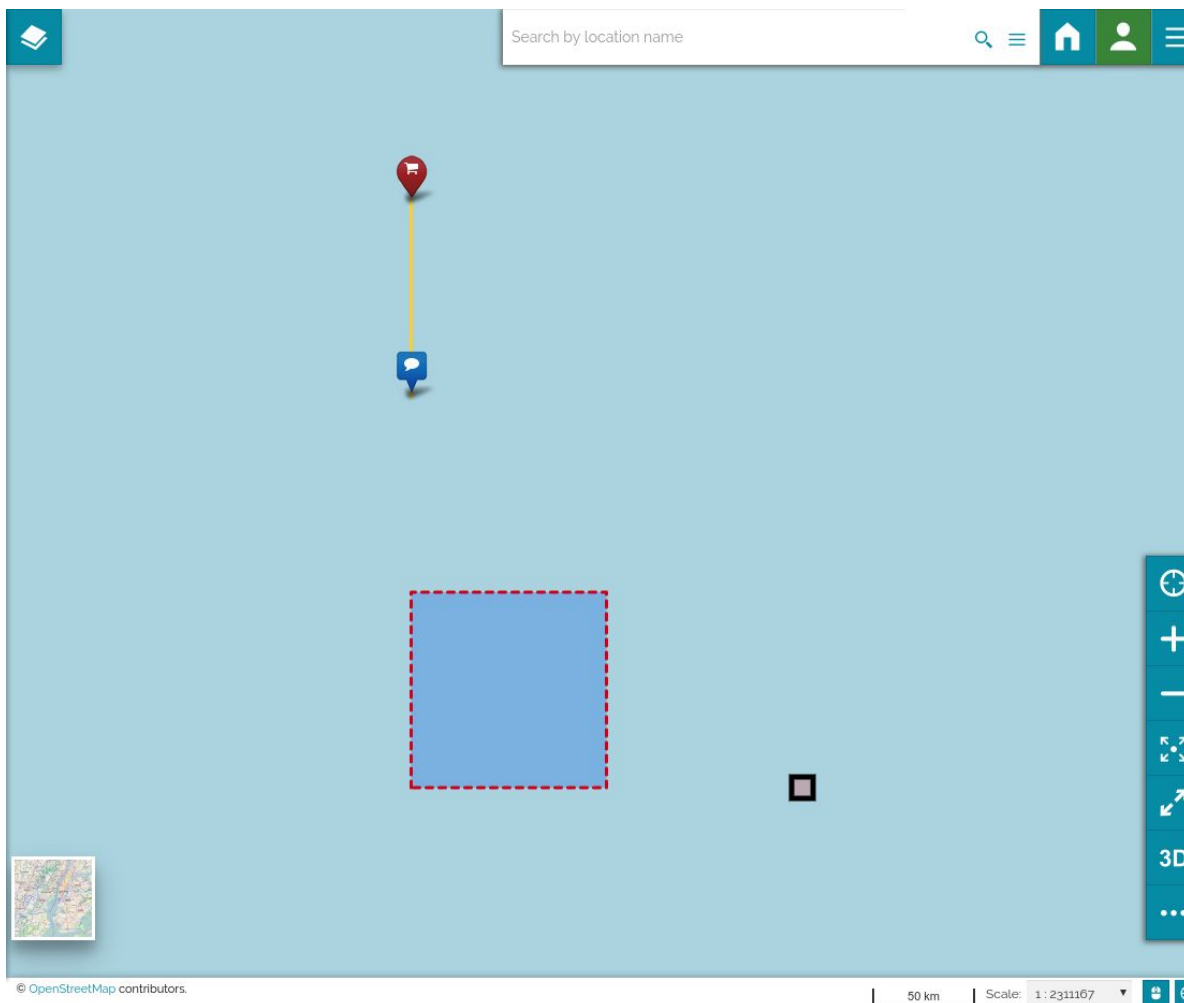 Search by location name
3D
© OpenStreetMap contributors.
50 km
Scale: 1 : 2311167